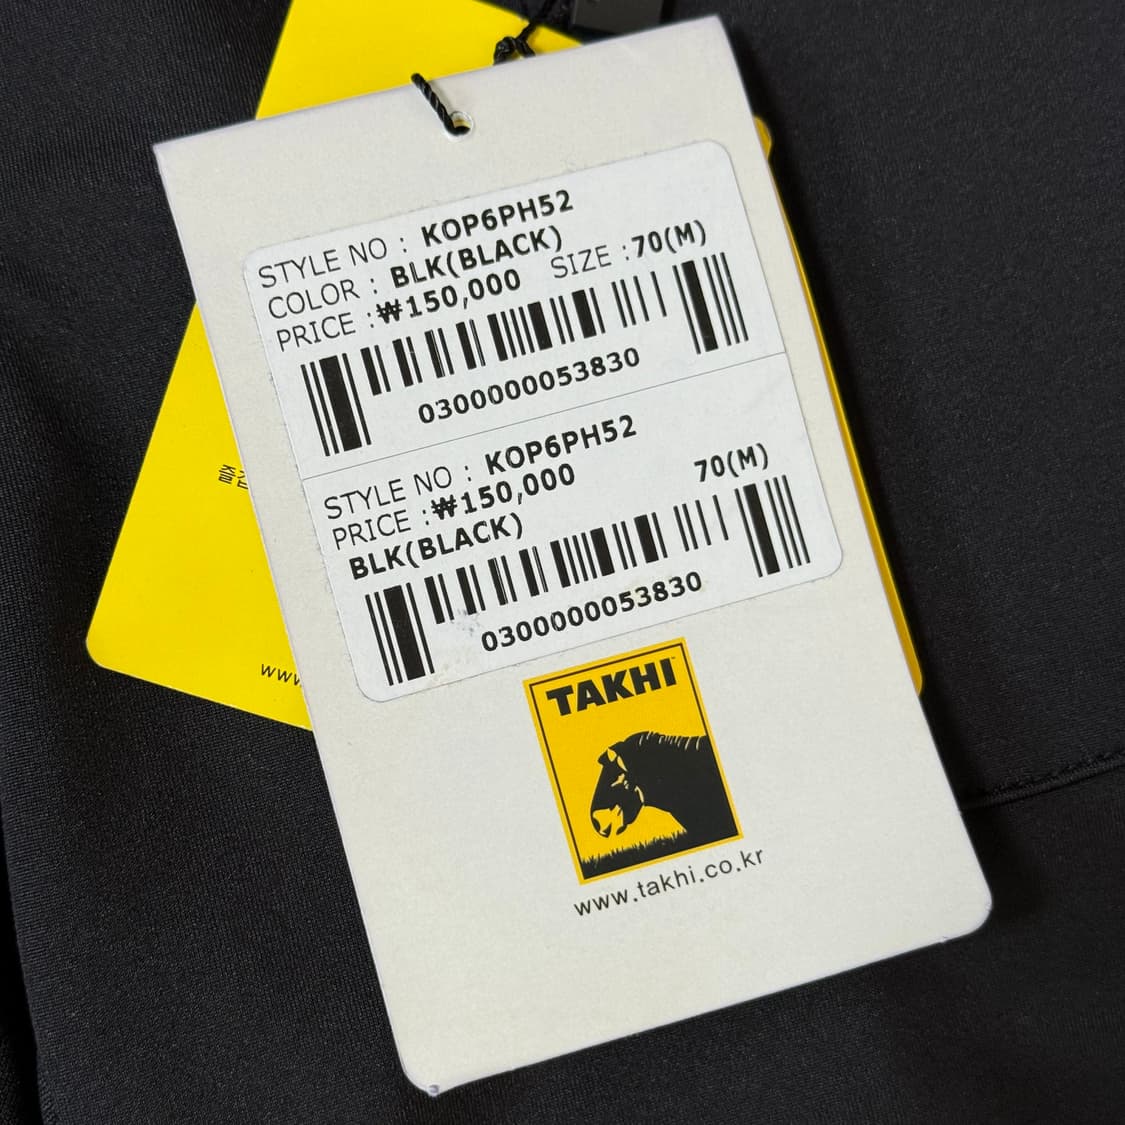 STYLE NO : KOP6PH52
COLOR : BLK(BLACK)
PRICE :₩150,000 SIZE :70(M)
0300000053830
STYLE NO : KOP6PH52
PRICE :₩150,000 70(M)
BLK(BLACK)
0300000053830
TAKHI
www.takhi.co.kr
www